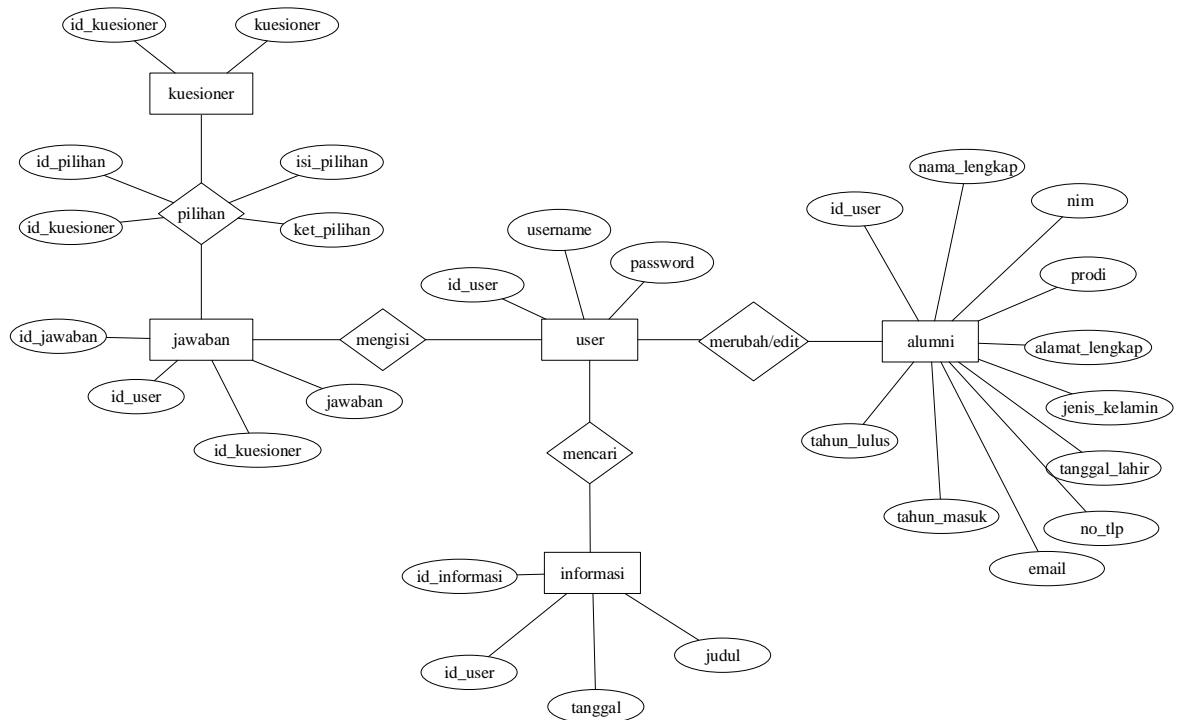 id_kuesioner
kuesioner
kuesioner
id_pilihan
isi_pilihan
pilihan
id_kuesioner
ket_pilihan
nama_lengkap
id_user
nim
username
password
prodi
id_user
id_jawaban
jawaban
mengisi
user
merubah/edit
alumni
alamat_lengkap
id_user
jawaban
jenis_kelamin
id_kuesioner
tahun_lulus
mencari
tanggal_lahir
tahun_masuk
no_tlp
id_informasi
informasi
email
id_user
judul
tanggal